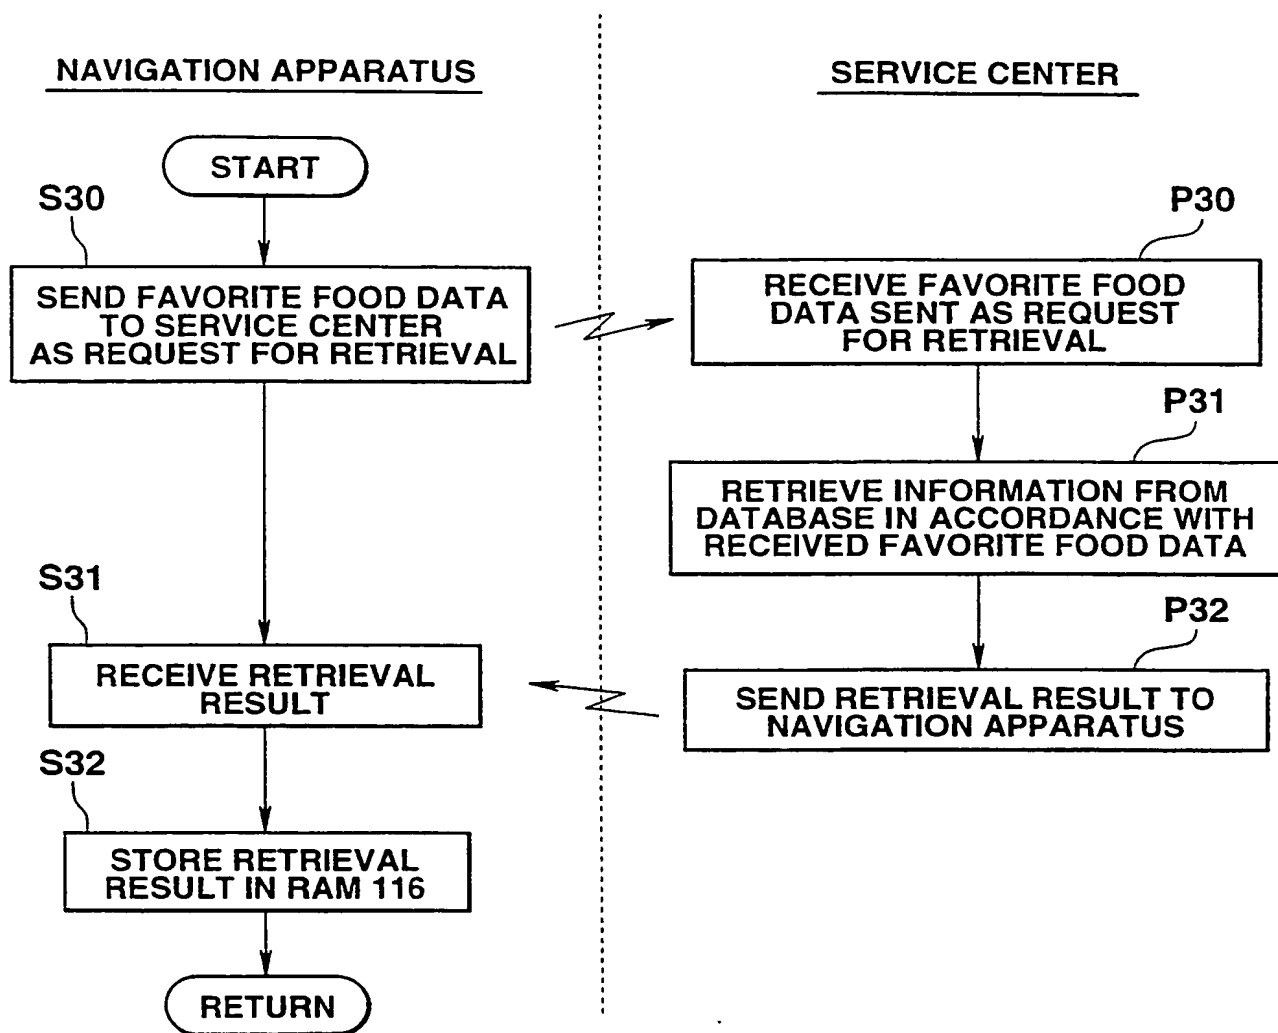 NAVIGATION APPARATUS
START
S30
SEND FAVORITE FOOD DATA
TO SERVICE CENTER
AS REQUEST FOR RETRIEVAL
S31
RECEIVE RETRIEVAL
RESULT
S32
STORE RETRIEVAL
RESULT IN RAM 116
RETURN
SERVICE CENTER
P30
RECEIVE FAVORITE FOOD
DATA SENT AS REQUEST
FOR RETRIEVAL
P31
RETRIEVE INFORMATION FROM
DATABASE IN ACCORDANCE WITH
RECEIVED FAVORITE FOOD DATA
P32
SEND RETRIEVAL RESULT TO
NAVIGATION APPARATUS